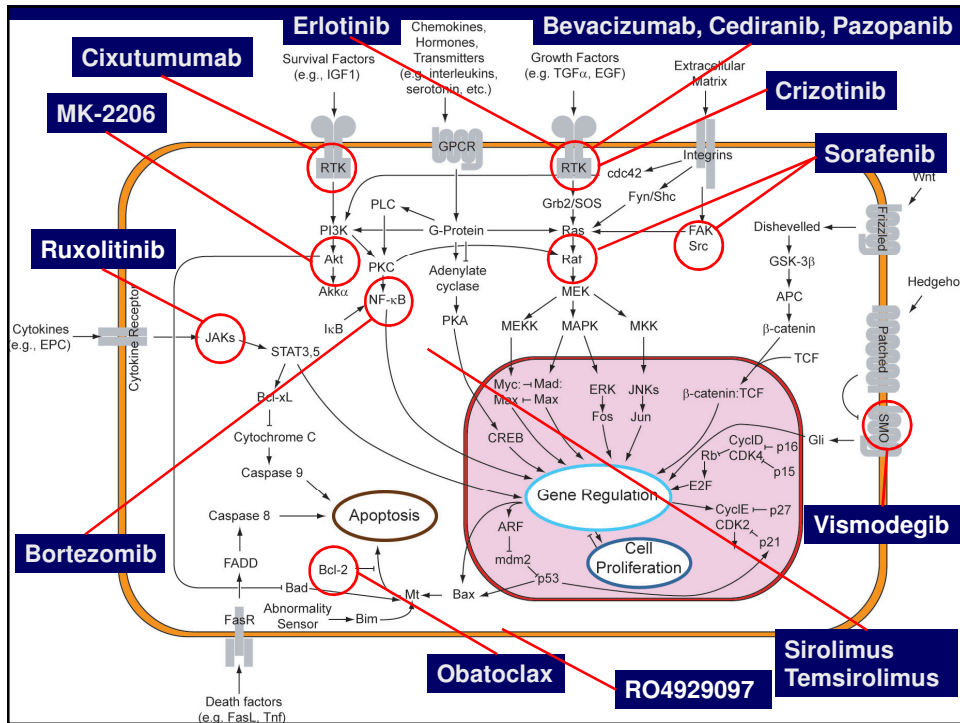 Erlotinib
Bevacizumab, Cediranib, Pazopanib
Cixutumumab
Chemokines,
Hormones,
Transmitters
(e.g., interleukins,
serotonin, etc.)
Survival Factors
(e.g., IGF1)
Growth Factors
(e.g. TGFα, EGF)
Extracellular
Matrix
Crizotinib
MK-2206
Sorafenib
RTK
GPCR
RTK
Integrins
cdc42
Wnt
Fyn/Shc
Grb2/SOS
PLC
PI3K
G-Protein
Ras
FAK
Src
Dishevelled
Frizzled
Ruxolitinib
Akt
PKC
Adenylate
cyclase
Raf
GSK-3β
Akkα
NF-κB
MEK
APC
Hedgeho
IκB
PKA
MEKK
MAPK
MKK
β-catenin
Cytokines
(e.g., EPC)
Cytokine Receptor
JAKs
STAT3,5
TCF
Patched
Myc:
Mad:
Max
Max
ERK
JNKs
β-catenin:TCF
Bcl-xL
Fos
Jun
Cytochrome C
CREB
Gli
SMO
CyclD
p16
Rb
CDK4
p15
Caspase 9
E2F
Gene Regulation
CyclE
p27
CDK2
p21
Caspase 8
Apoptosis
ARF
Vismodegib
Bortezomib
mdm2
Cell
Proliferation
FADD
Bcl-2
p53
Bad
Mt
Bax
FasR
Abnormality
Sensor
Bim
Sirolimus
Temsirolimus
Obatoclax
RO4929097
Death factors
(e.g. FasL, Tnf)